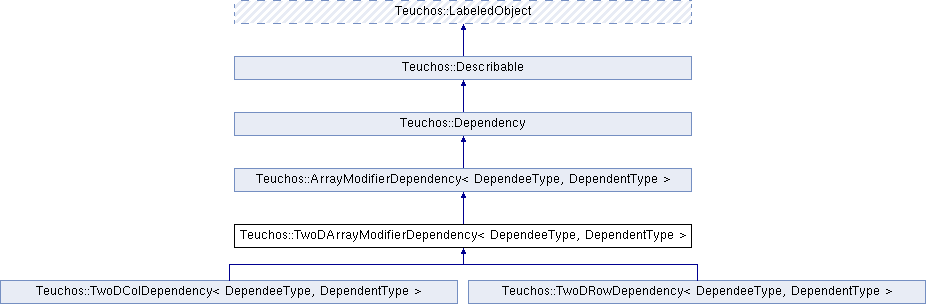 Teuchos::LabeledObject
Teuchos::Describable
Teuchos::Dependency
Teuchos::ArrayModifierDependency< DependeeType, DependentType >
Teuchos::TwoDArrayModifierDependency< DependeeType, DependentType >
Teuchos::TwoDColDependency< DependeeType, DependentType >
Teuchos::TwoDRowDependency< DependeeType, DependentType >